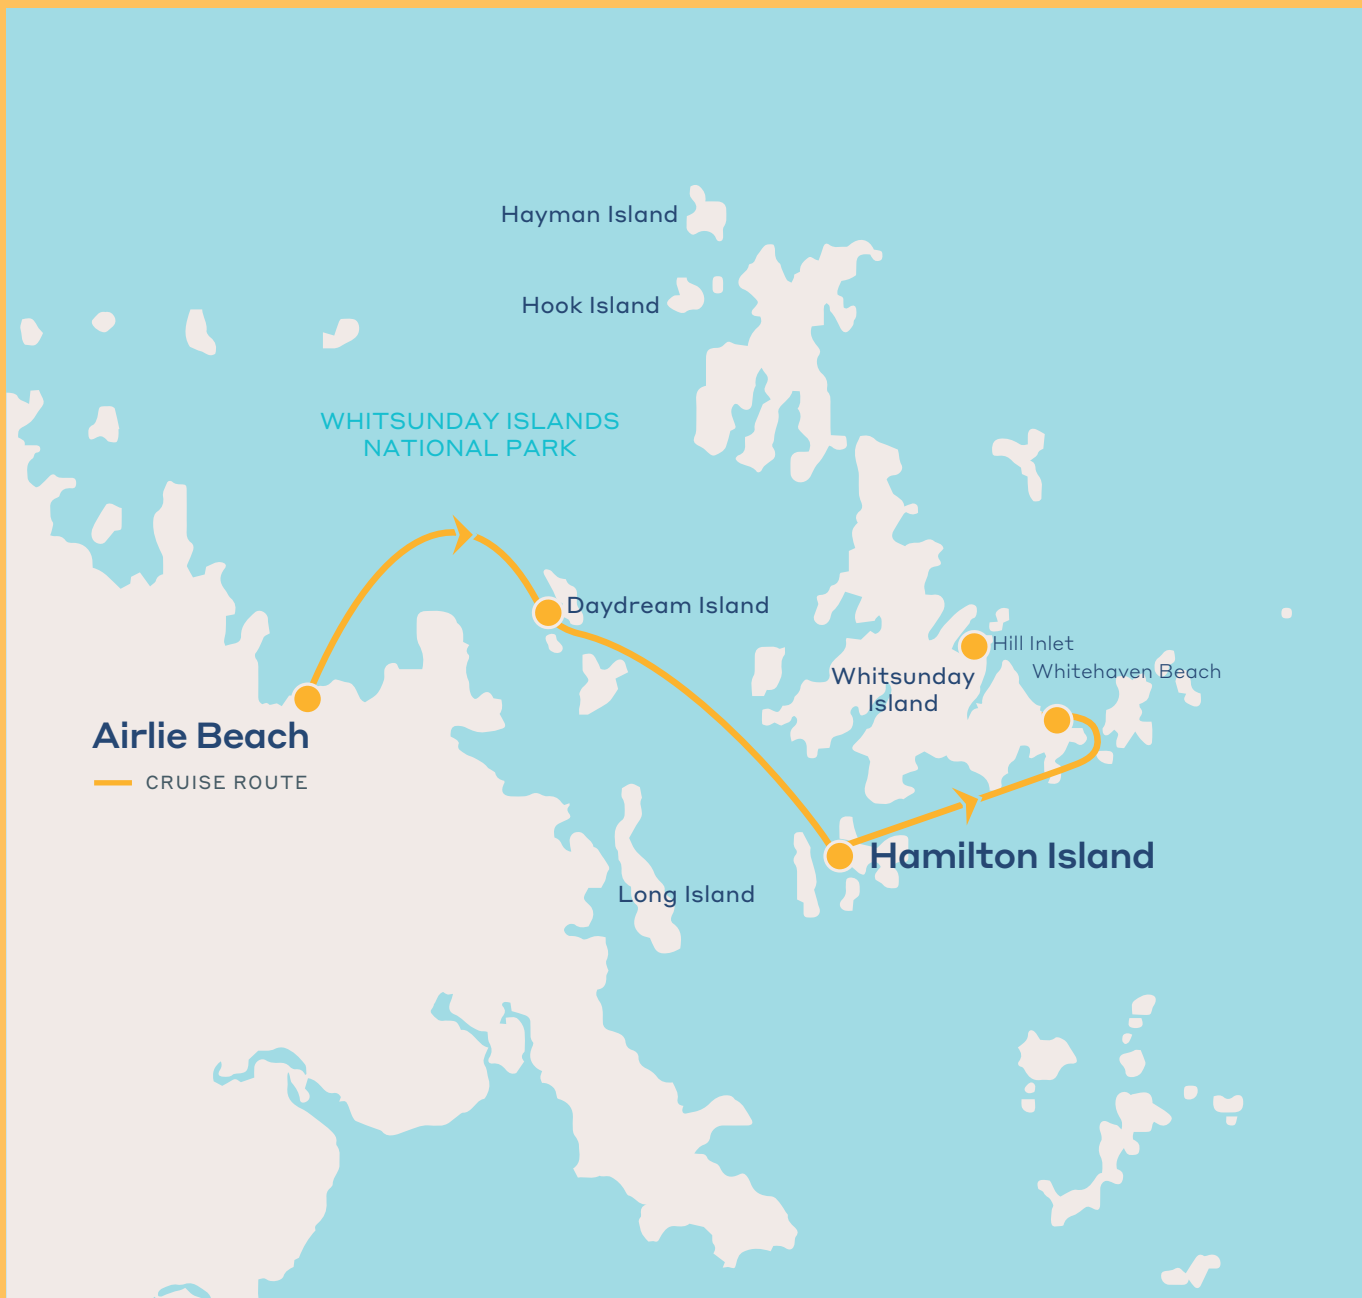 Hayman Island
Hook Island
WHITSUNDAY ISLANDS
NATIONAL PARK
Daydream Island
Hill Inlet
Whitehaven Beach
Whitsunday
Island
Airlie Beach
CRUISE ROUTE
Hamilton Island
Long Island